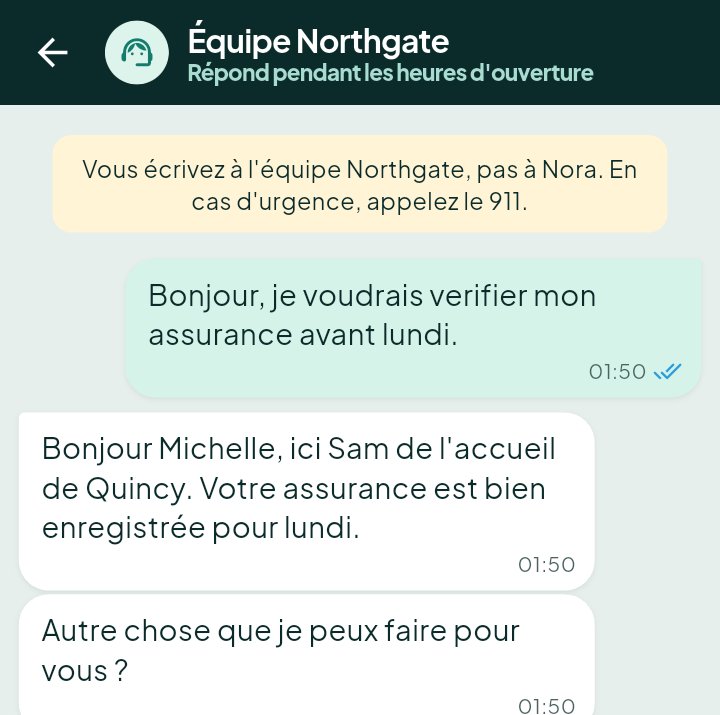 Équipe Northgate
Répond pendant les heures d'ouverture
Vous écrivez à l'équipe Northgate, pas à Nora. En
cas d'urgence, appelez le 911.
Bonjour, je voudrais verifier mon
assurance avant lundi.
01:50
Bonjour Michelle, ici Sam de l'accueil
de Quincy. Votre assurance est bien
enregistrée pour lundi.
01:50
Autre chose que je peux faire pour
vous ?
01:50